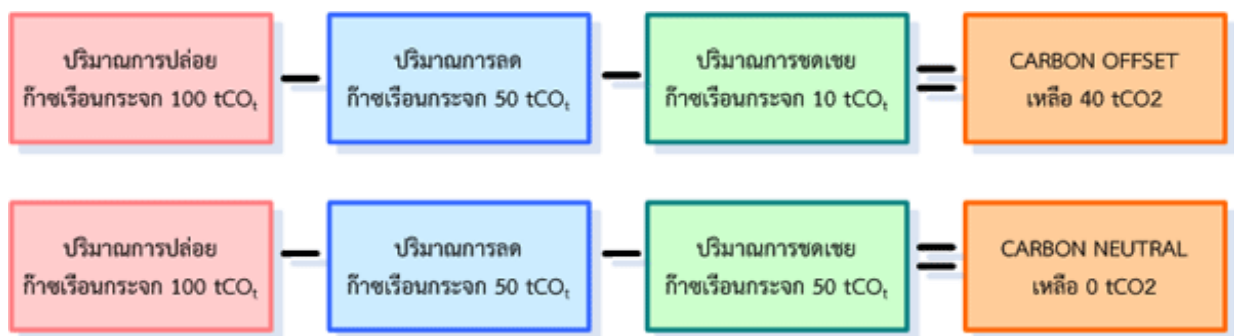 ปริมาณการปล่อย
ก๊าซเรือนกระจก 100 tCOₜ
ปริมาณการลด
ก๊าซเรือนกระจก 50 tCOₜ
ปริมาณการชดเชย
ก๊าซเรือนกระจก 10 tCOₜ
CARBON OFFSET
เหลือ 40 tCO2
ปริมาณการปล่อย
ก๊าซเรือนกระจก 100 tCOₜ
ปริมาณการลด
ก๊าซเรือนกระจก 50 tCOₜ
ปริมาณการชดเชย
ก๊าซเรือนกระจก 50 tCOₜ
CARBON NEUTRAL
เหลือ 0 tCO2